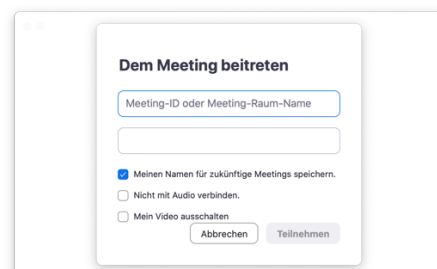 Dem Meeting beitreten
Meeting-ID oder Meeting-Raum-Name
Meinen Namen für zukünftige Meetings speichern.
Nicht mit Audio verbinden.
Mein Video ausschalten
Abbrechen Teilnehmen